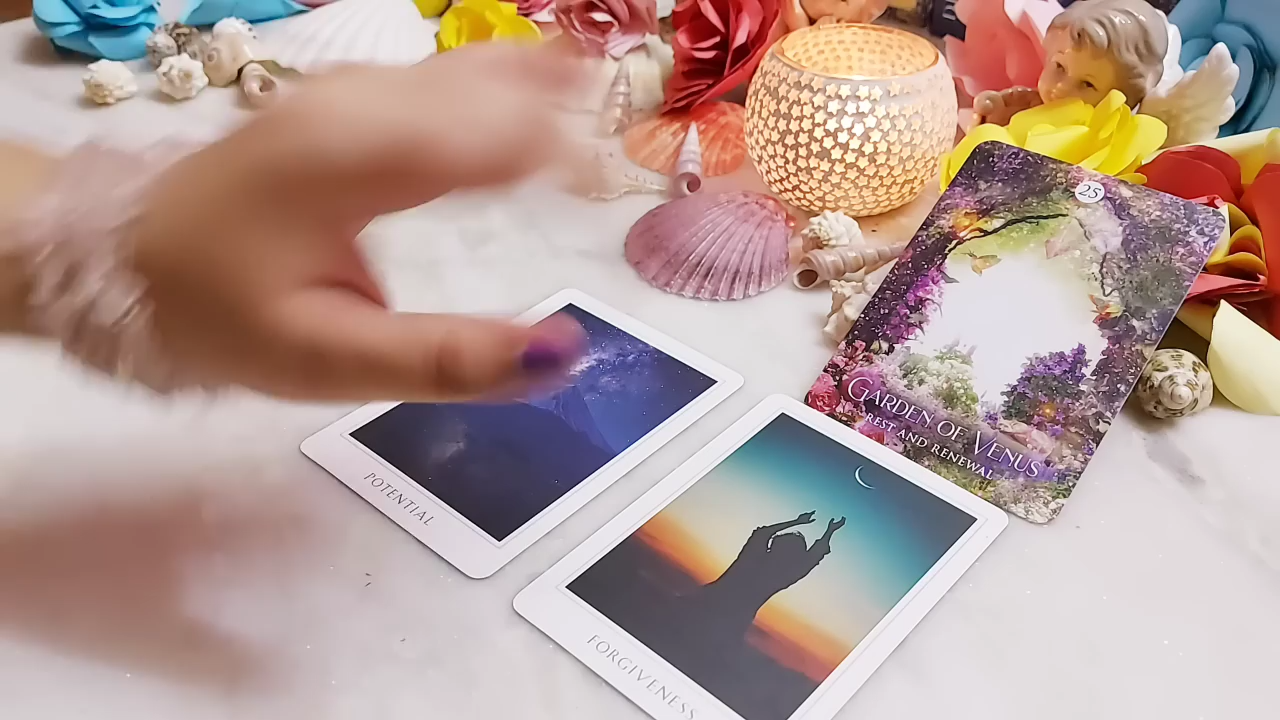 25
GARDEN OF VENUS
REST AND RENEWAL
POTENTIAL
FORGIVENESS